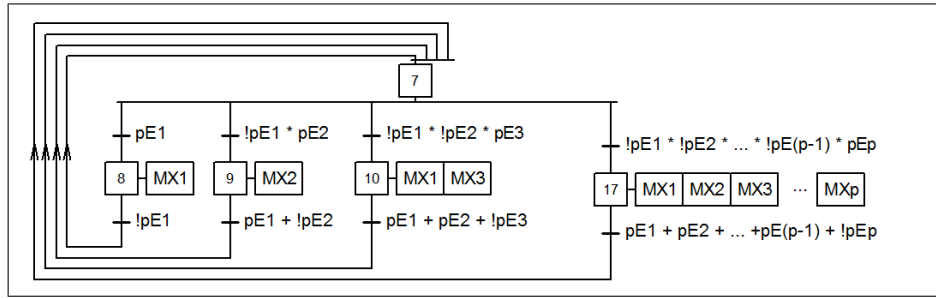 7
pE1
!pE1 * pE2
!pE1 * !pE2 * pE3
!pE1 * !pE2 * ... * !pE(p-1) * pEp
8 MX1
9 MX2
10 MX1 MX3
17 MX1 MX2 MX3 ... MXp
!pE1
pE1 + !pE2
pE1 + pE2 + !pE3
pE1 + pE2 + ... +pE(p-1) + !pEp